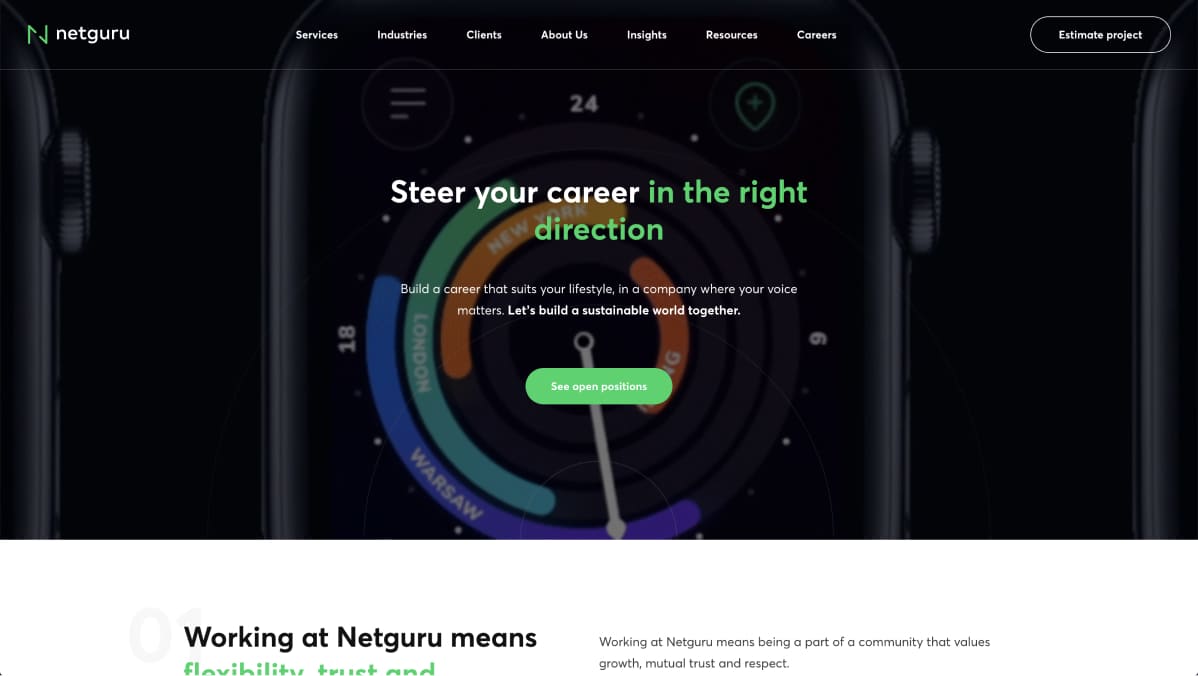 netguru
Services
Industries
Clients
About Us
Insights
Resources
Careers
Estimate project
24
Steer your career in the right
direction
NEW YORK
Build a career that suits your lifestyle, in a company where your voice
matters. Let's build a sustainable world together.
18
LONDON
6
See open positions
WARSAW
01
Working at Netguru means
flexibility, trust and
Working at Netguru means being a part of a community that values
growth, mutual trust and respect.